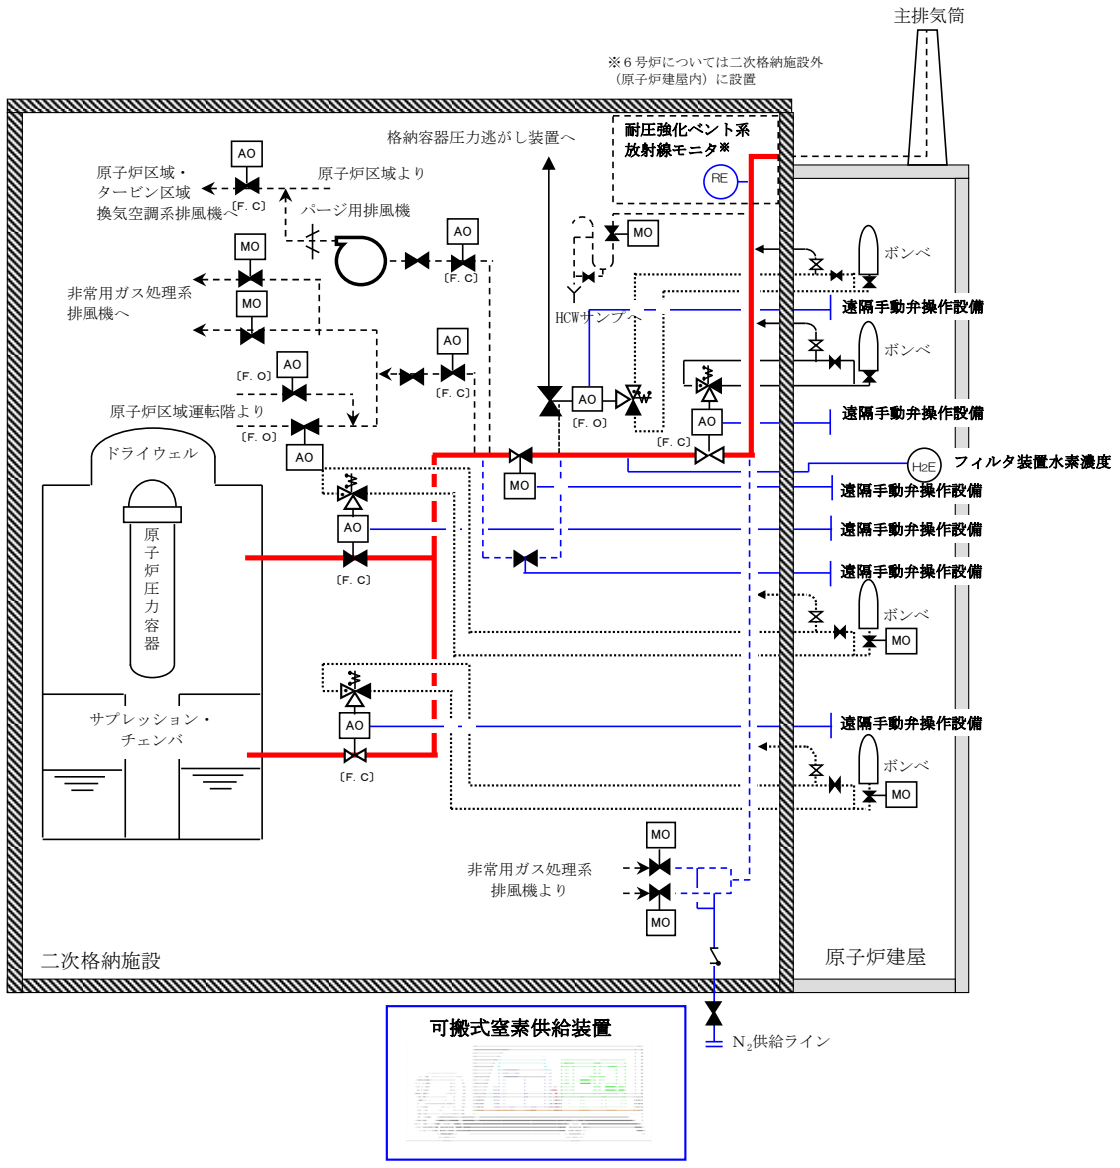 主排気筒
※６号炉については二次格納施設外
（原子炉建屋内）に設置
格納容器圧力逃がし装置へ
耐圧強化ベント系
放射線モニタ※
RE
AO
原子炉区域・
タービン区域
換気空調系排風機へ
〔F. C〕
原子炉区域より
パージ用排風機
AO
〔F. C〕
MO
MO
ボンベ
MO
非常用ガス処理系
排風機へ
MO
HCWサンプへ
遠隔手動弁操作設備
AO
ボンベ
AO
〔F. O〕
〔F. C〕
AO
〔F. O〕
原子炉区域運転階より
〔F. O〕
AO
〔F. C〕
遠隔手動弁操作設備
ドライウェル
AO
H2E
フィルタ装置水素濃度
MO
遠隔手動弁操作設備
AO
遠隔手動弁操作設備
原子炉圧力容器
〔F. C〕
遠隔手動弁操作設備
ボンベ
MO
サプレッション・
チェンバ
AO
〔F. C〕
遠隔手動弁操作設備
ボンベ
MO
MO
非常用ガス処理系
排風機より
MO
二次格納施設
原子炉建屋
可搬式窒素供給装置
N2供給ライン